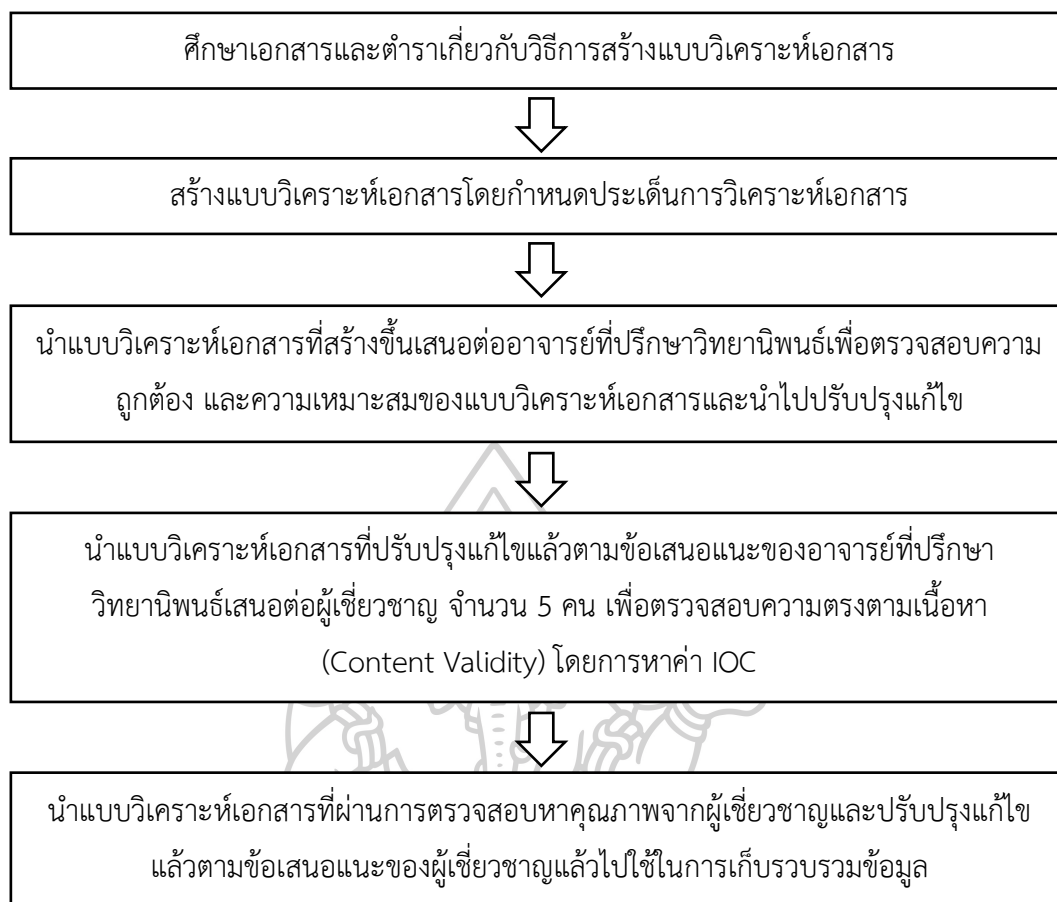 ศึกษาเอกสารและตำราเกี่ยวกับวิธีการสร้างแบบวิเคราะห์เอกสาร
สร้างแบบวิเคราะห์เอกสารโดยกำหนดประเด็นการวิเคราะห์เอกสาร
นำแบบวิเคราะห์เอกสารที่สร้างขึ้นเสนอต่ออาจารย์ที่ปรึกษาวิทยานิพนธ์เพื่อตรวจสอบความ
ถูกต้อง และความเหมาะสมของแบบวิเคราะห์เอกสารและนำไปปรับปรุงแก้ไข
นำแบบวิเคราะห์เอกสารที่ปรับปรุงแก้ไขแล้วตามข้อเสนอแนะของอาจารย์ที่ปรึกษา
วิทยานิพนธ์เสนอต่อผู้เชี่ยวชาญ จำนวน 5 คน เพื่อตรวจสอบความตรงตามเนื้อหา
(Content Validity) โดยการหาค่า IOC
นำแบบวิเคราะห์เอกสารที่ผ่านการตรวจสอบหาคุณภาพจากผู้เชี่ยวชาญและปรับปรุงแก้ไข
แล้วตามข้อเสนอแนะของผู้เชี่ยวชาญแล้วไปใช้ในการเก็บรวบรวมข้อมูล